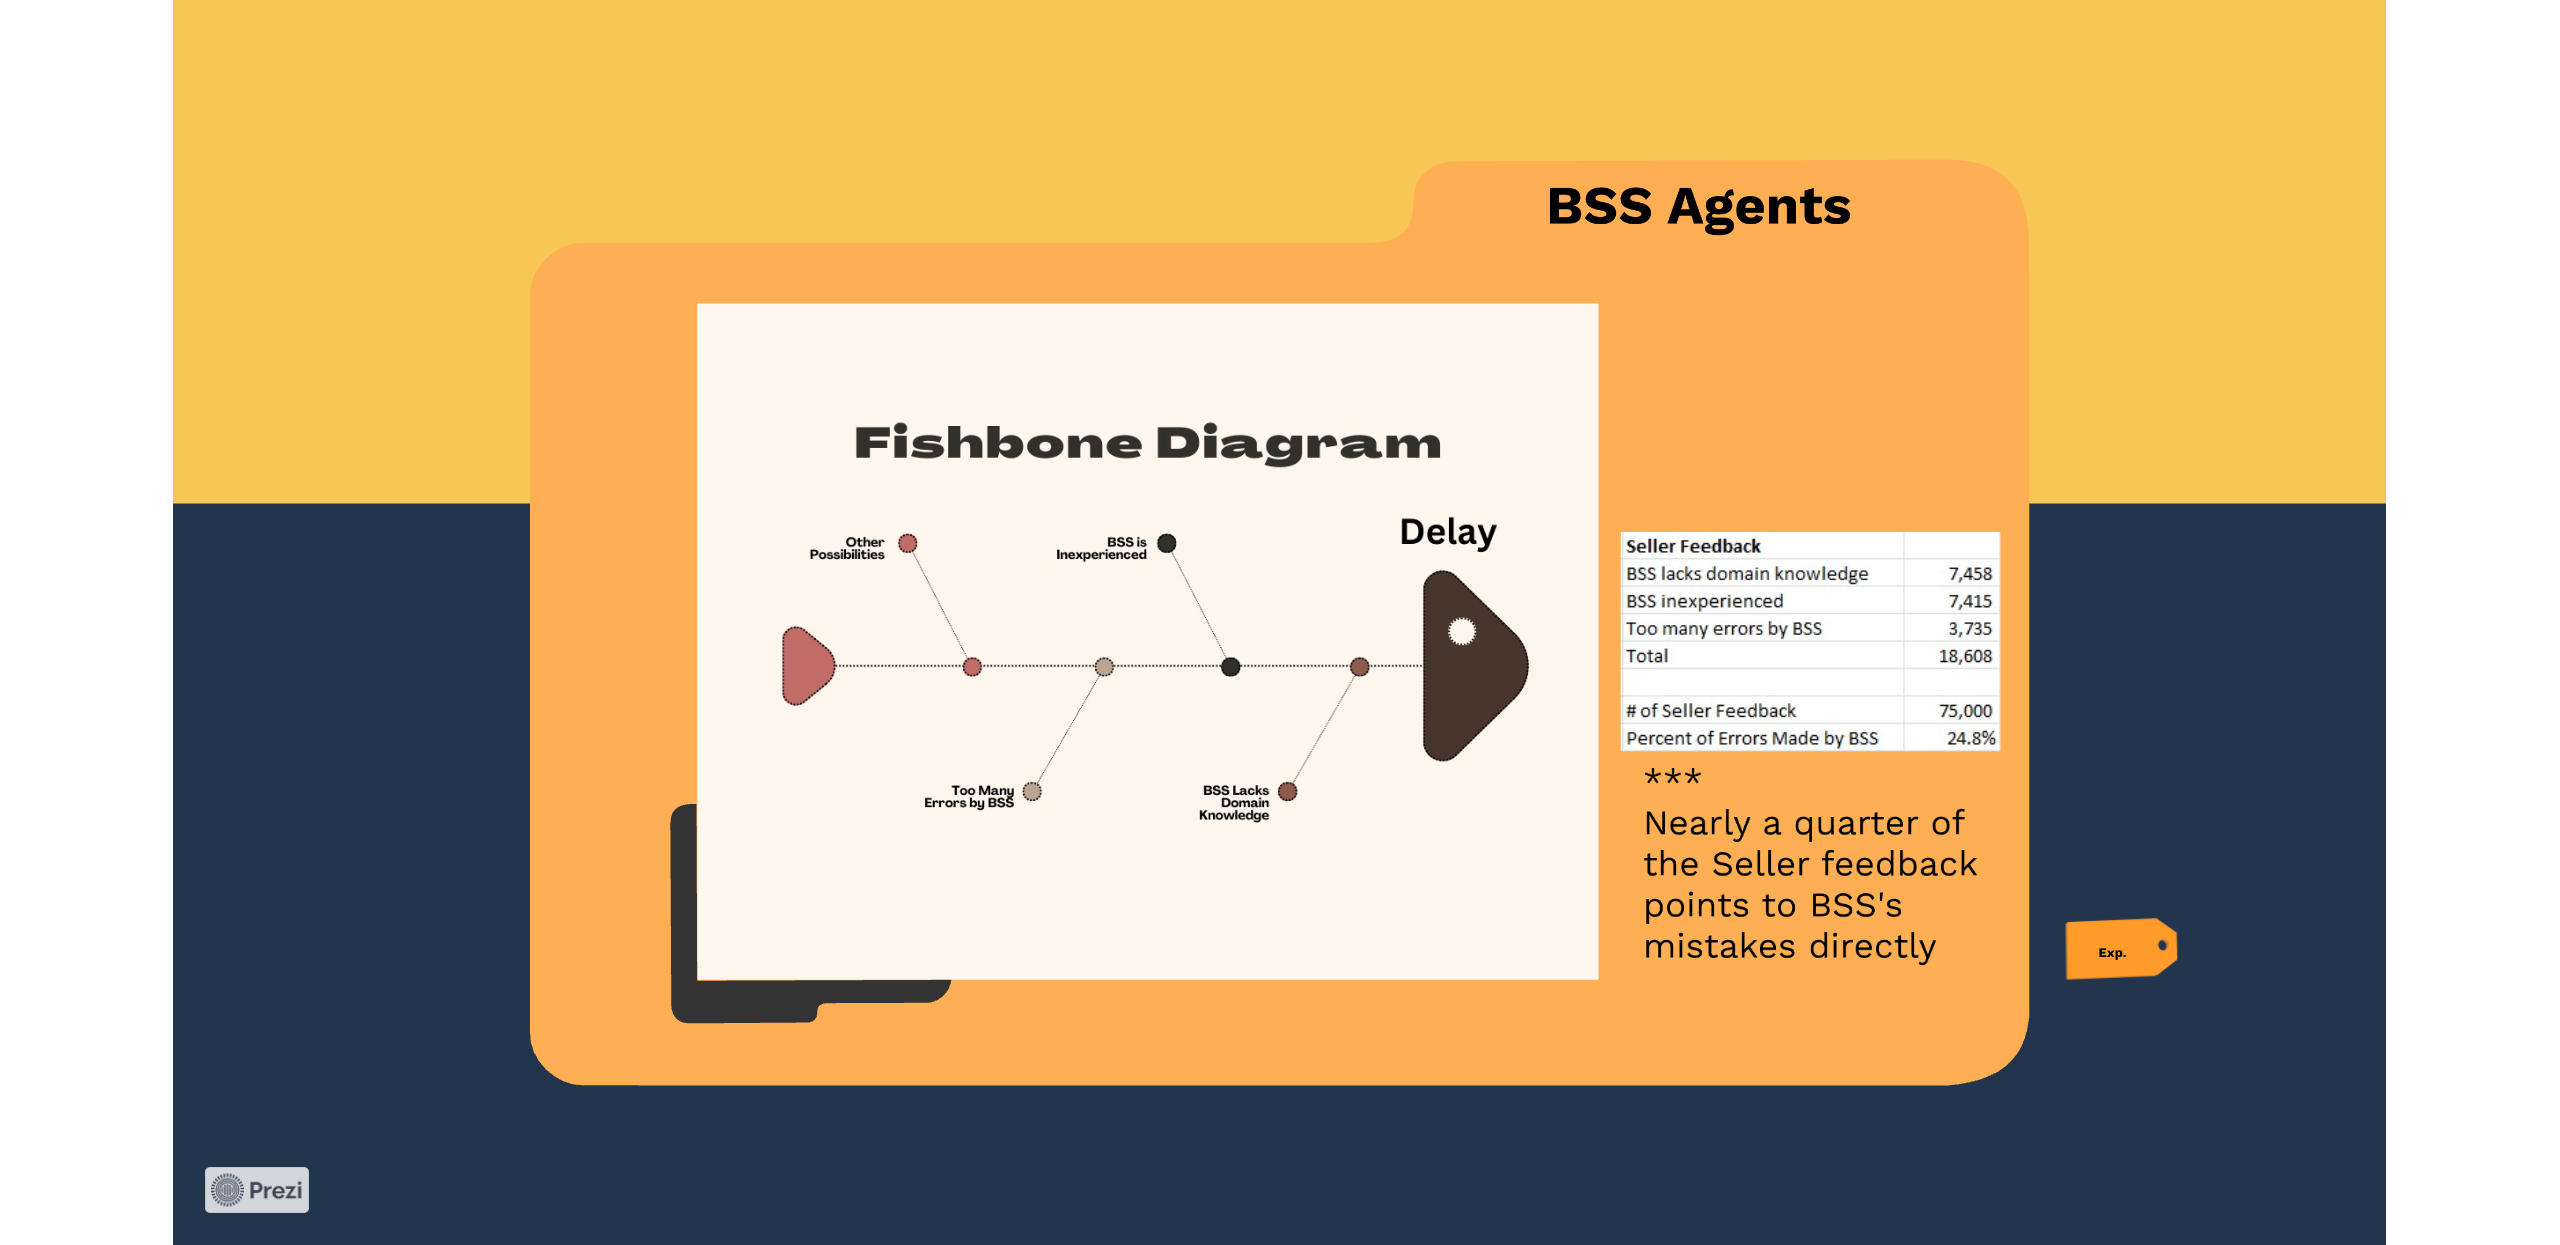 BSS Agents
Fishbone Diagram
Delay
Other
Possibilities
BSS is
Inexperienced
Too Many
Errors by BSS
BSS Lacks
Domain
Knowledge
Seller Feedback
BSS lacks domain knowledge 7,458
BSS inexperienced 7,415
Too many errors by BSS 3,735
Total 18,608
# of Seller Feedback 75,000
Percent of Errors Made by BSS 24.8%
***
Nearly a quarter of
the Seller feedback
points to BSS's
mistakes directly
Exp.
Prezi